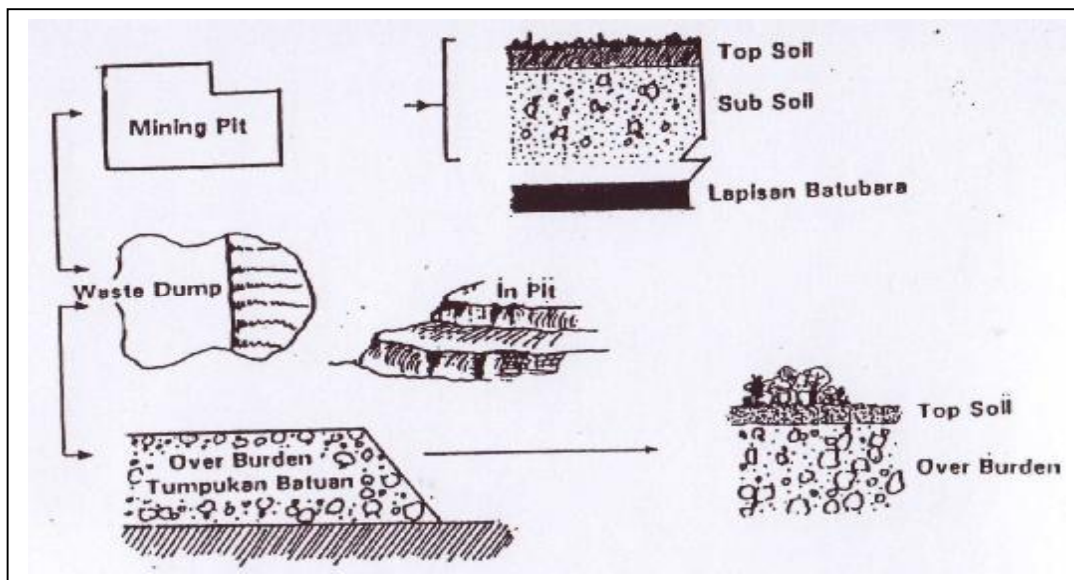 Top Soil
Sub Soil
Mining Pit
Lapisan Batubara
Waste Dump
In Pit
Top Soil
Over Burden
Tumpukan Batuan
Over Burden